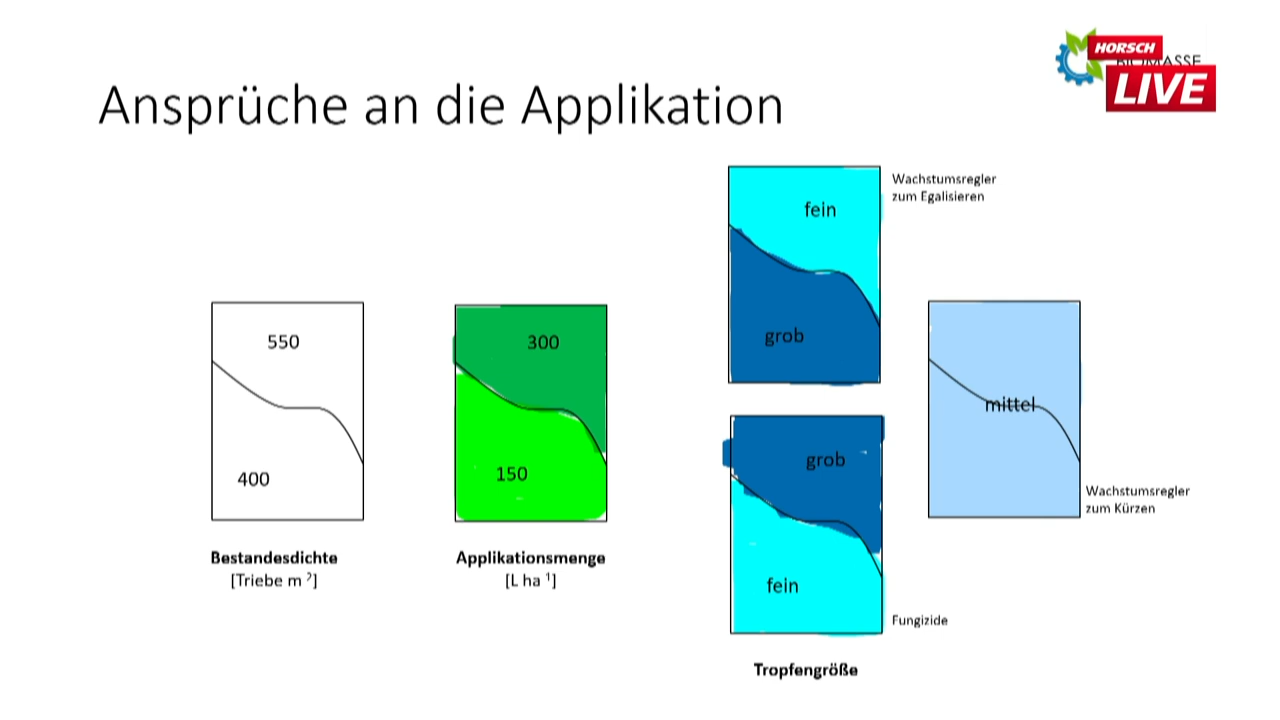 HORSCH
LIVE
Ansprüche an die Applikation
fein
grob
Wachstumsregler
zum Egalisieren
550
400
Bestandesdichte
[Triebe m ²]
300
150
Applikationsmenge
[L ha ¹]
grob
fein
Fungizide
Tropfengröße
mittel
Wachstumsregler
zum Kürzen